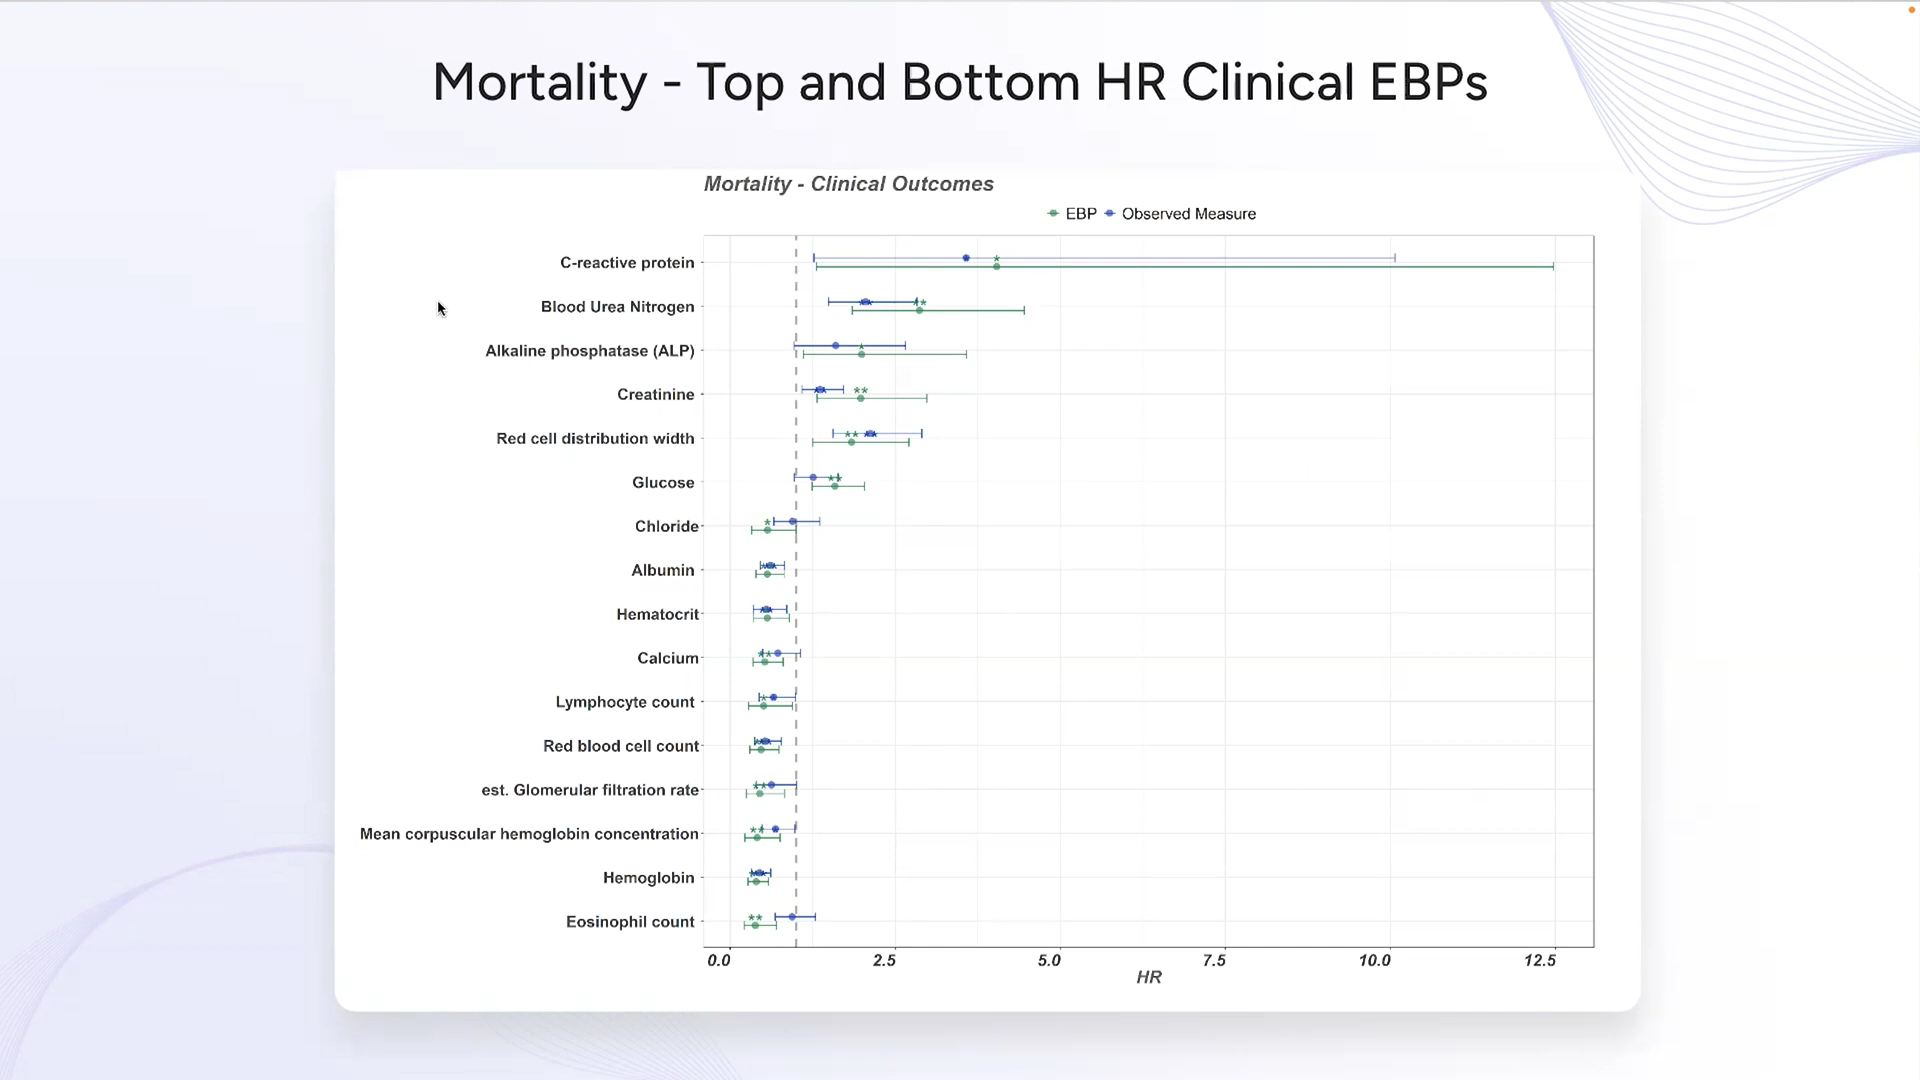 Mortality - Top and Bottom HR Clinical EBPs
Mortality - Clinical Outcomes
EBP Observed Measure
C-reactive protein
Blood Urea Nitrogen
Alkaline phosphatase (ALP)
Creatinine
Red cell distribution width
Glucose
Chloride
Albumin
Hematocrit
Calcium
Lymphocyte count
Red blood cell count
est. Glomerular filtration rate
Mean corpuscular hemoglobin concentration
Hemoglobin
Eosinophil count
0.0 2.5 5.0 7.5 10.0 12.5
HR